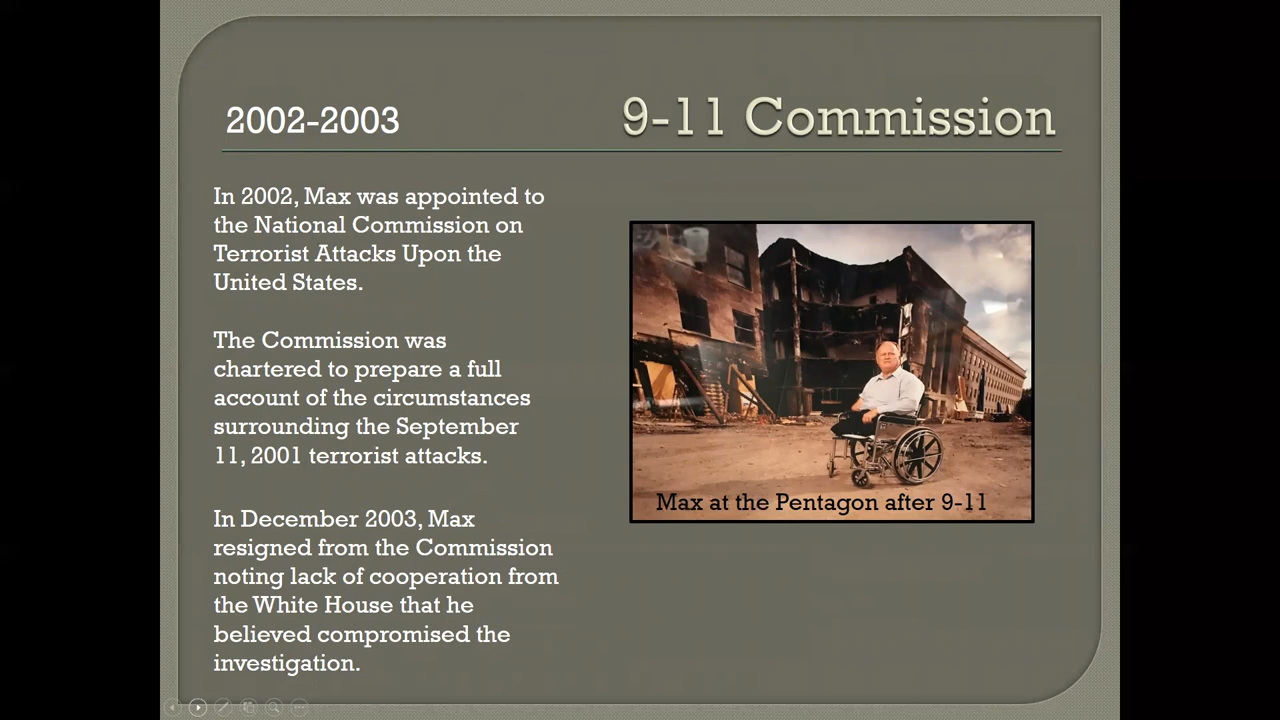 2002-2003
9-11 Commission
In 2002, Max was appointed to
the National Commission on
Terrorist Attacks Upon the
United States.
The Commission was
chartered to prepare a full
account of the circumstances
surrounding the September
11, 2001 terrorist attacks.
In December 2003, Max
resigned from the Commission
noting lack of cooperation from
the White House that he
believed compromised the
investigation.
Max at the Pentagon after 9-11